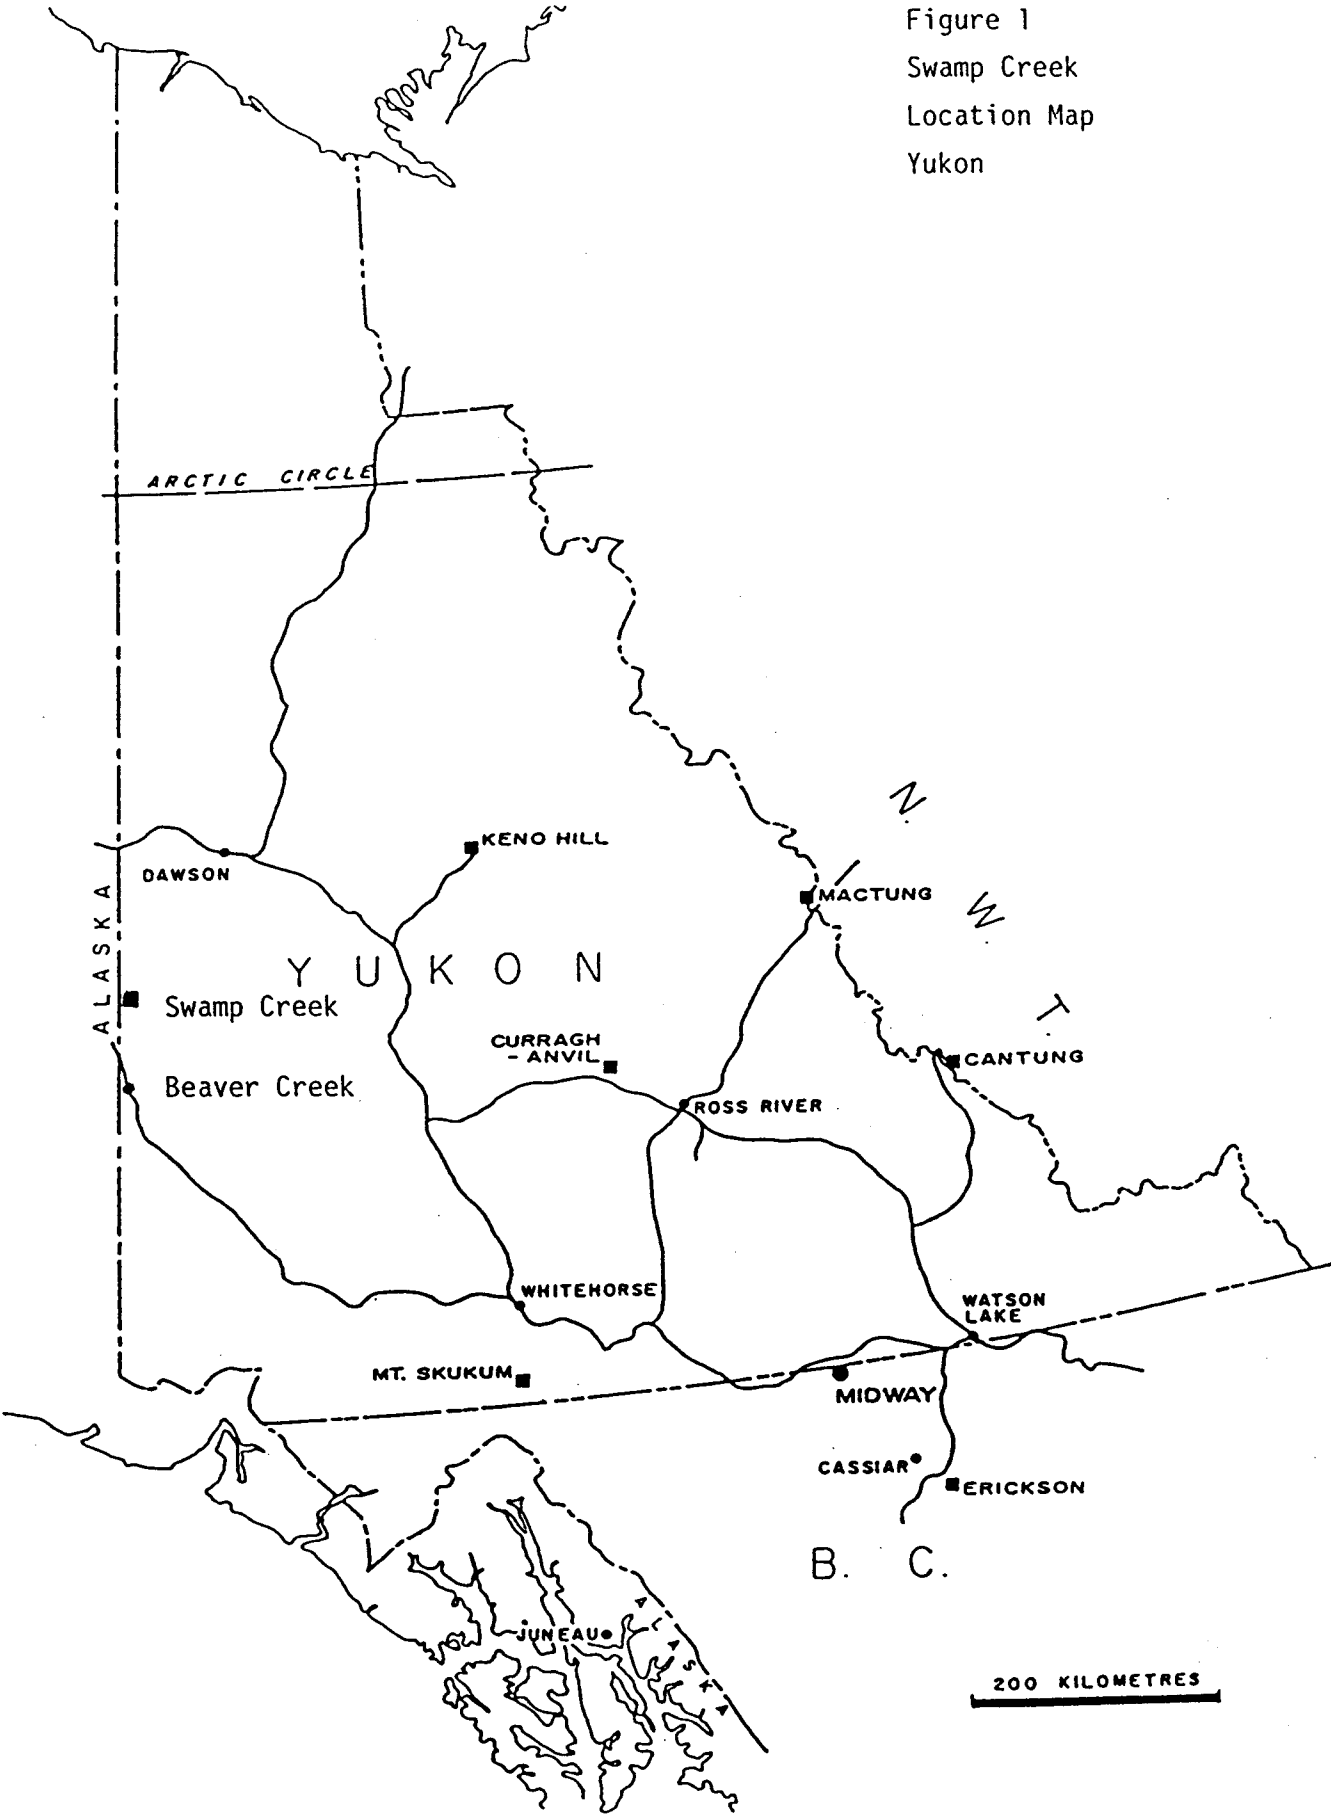 Figure 1
Swamp Creek
Location Map
Yukon
ARCTIC CIRCLE
KENO HILL
DAWSON
N.
W.
T.
MACTUNG
ALASKA
YUKON
Swamp Creek
CURRAGH
- ANVIL
CANTUNG
Beaver Creek
ROSS RIVER
WHITEHORSE
WATSON
LAKE
MT. SKUKUM
MIDWAY
CASSIAR
ERICKSON
B. C.
JUNEAU
ALASKA
200 KILOMETRES